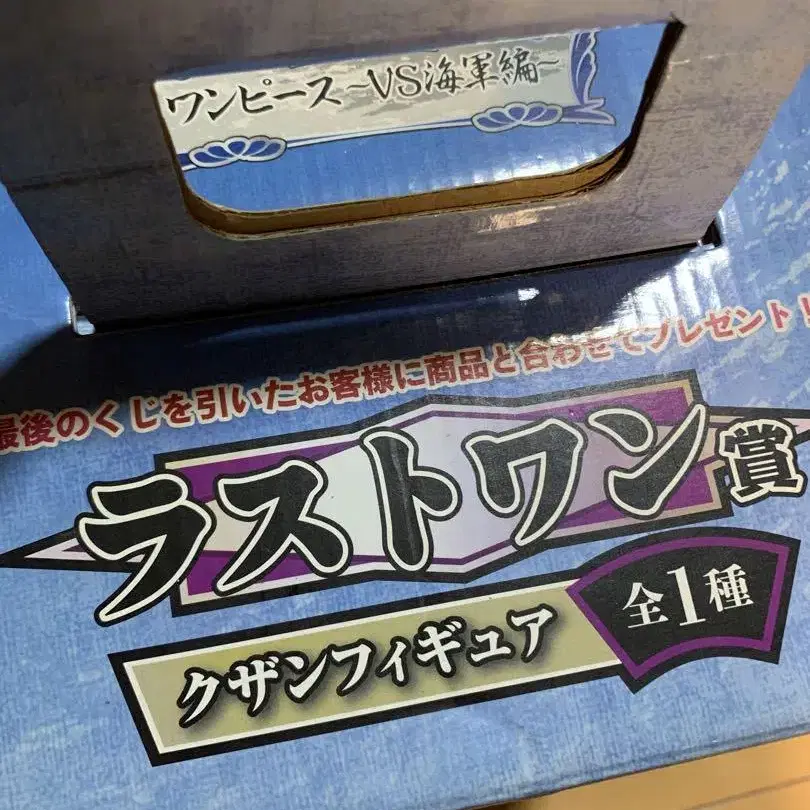 ワンピース~VS海軍編~
最後のくじを引いたお客様に商品と合わせてプレゼント!
ラストワン賞
クザンフィギュア
全1種